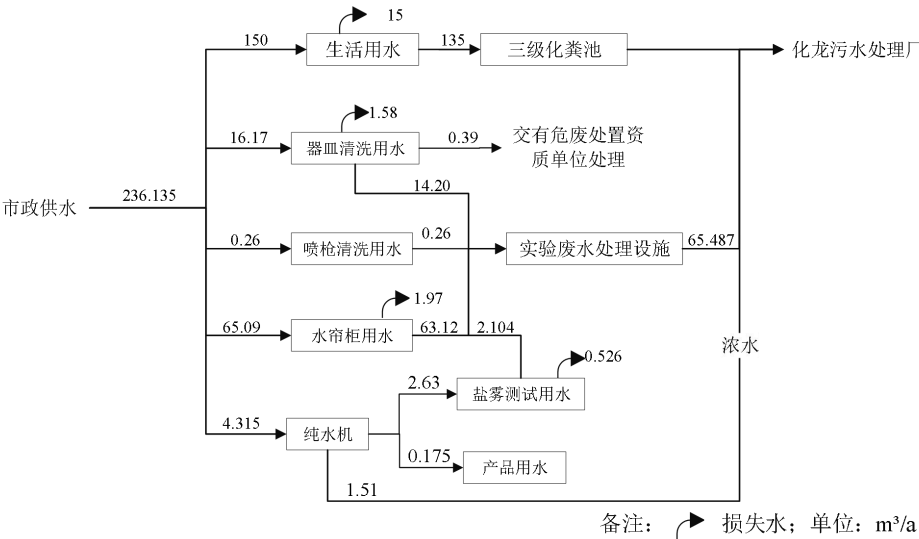 15
150
生活用水
135
三级化粪池
化龙污水处理厂
1.58
16.17
器皿清洗用水
0.39
交有危废处置资
质单位处理
14.20
市政供水
236.135
0.26
喷枪清洗用水
0.26
实验废水处理设施
65.487
1.97
65.09
水帘柜用水
63.12
2.104
浓水
0.526
2.63
盐雾测试用水
4.315
纯水机
0.175
产品用水
1.51
备注： 损失水；单位：m³/a